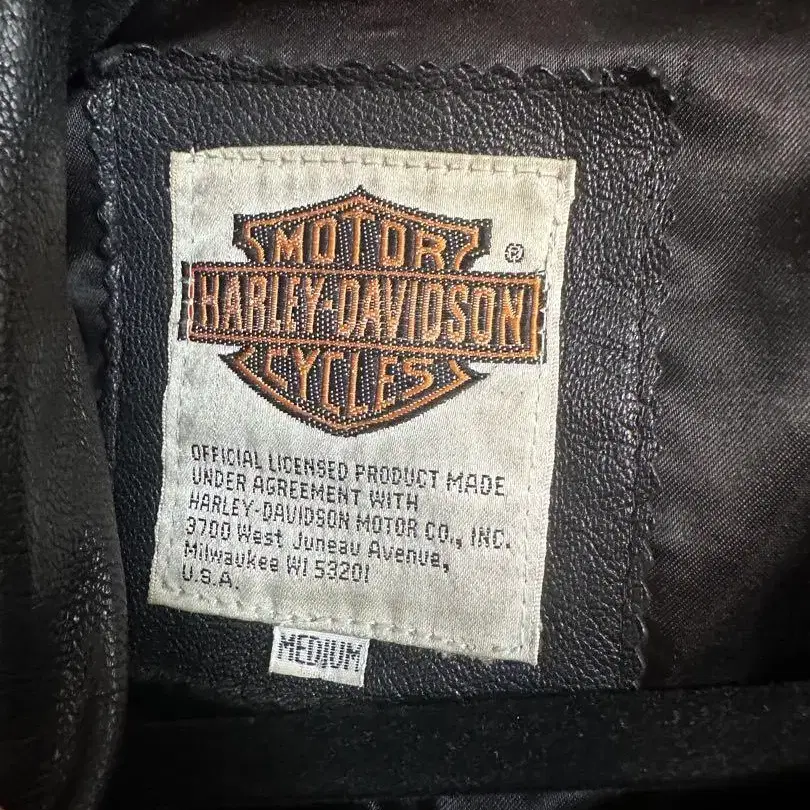 MOTOR
®
HARLEY-DAVIDSON
CYCLES
OFFICIAL LICENSED PRODUCT MADE
UNDER AGREEMENT WITH
HARLEY-DAVIDSON MOTOR CO., INC.
3700 West Juneau Avenue,
Milwaukee WI 53201
U.S.A.
MEDIUM